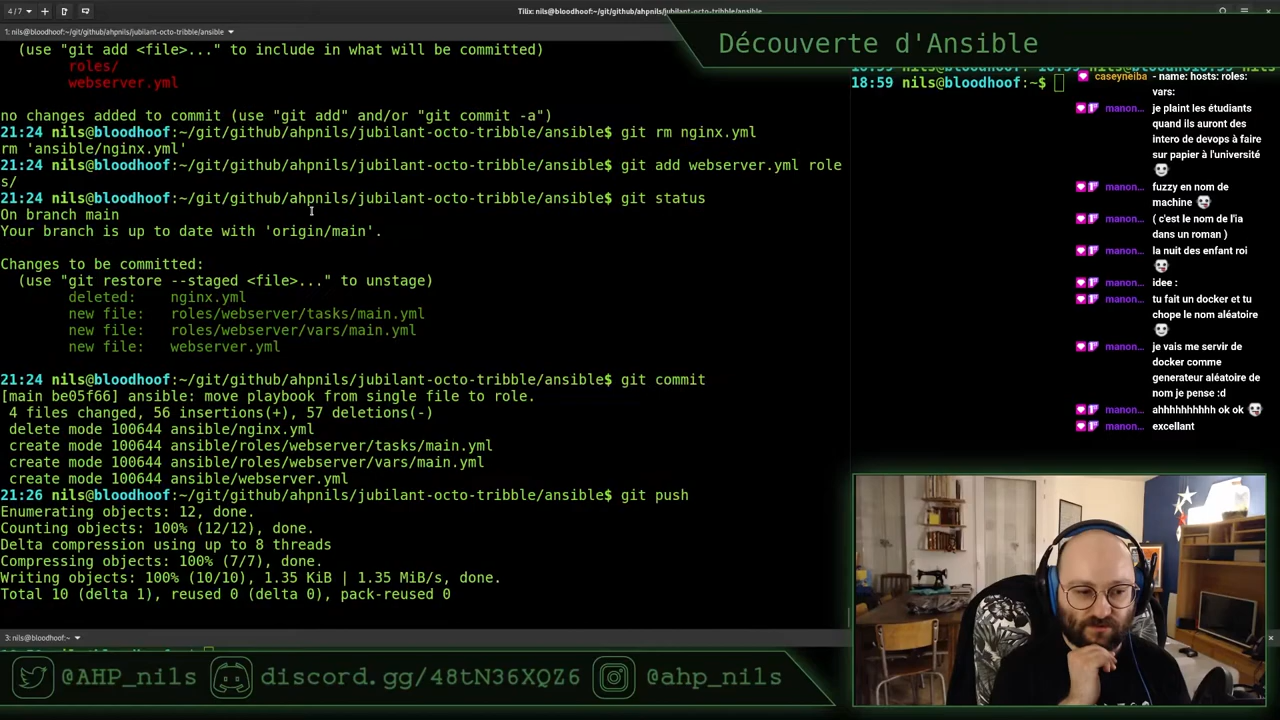 4 / 7
Tilix: nils@bloodhoof:~/git/github/ahpnils/jubilant-octo-tribble/ansible
1: nils@bloodhoof:~/git/github/ahpnils/jubilant-octo-tribble/ansible
(use "git add <file>..." to include in what will be committed)
roles/
webserver.yml
no changes added to commit (use "git add" and/or "git commit -a")
21:24 nils@bloodhoof:~/git/github/ahpnils/jubilant-octo-tribble/ansible$ git rm nginx.yml
rm 'ansible/nginx.yml'
21:24 nils@bloodhoof:~/git/github/ahpnils/jubilant-octo-tribble/ansible$ git add webserver.yml role
s/
21:24 nils@bloodhoof:~/git/github/ahpnils/jubilant-octo-tribble/ansible$ git status
On branch main
Your branch is up to date with 'origin/main'.
Changes to be committed:
(use "git restore --staged <file>..." to unstage)
deleted: nginx.yml
new file: roles/webserver/tasks/main.yml
new file: roles/webserver/vars/main.yml
new file: webserver.yml
21:24 nils@bloodhoof:~/git/github/ahpnils/jubilant-octo-tribble/ansible$ git commit
[main be05f66] ansible: move playbook from single file to role.
4 files changed, 56 insertions(+), 57 deletions(-)
delete mode 100644 ansible/nginx.yml
create mode 100644 ansible/roles/webserver/tasks/main.yml
create mode 100644 ansible/roles/webserver/vars/main.yml
create mode 100644 ansible/webserver.yml
21:26 nils@bloodhoof:~/git/github/ahpnils/jubilant-octo-tribble/ansible$ git push
Enumerating objects: 12, done.
Counting objects: 100% (12/12), done.
Delta compression using up to 8 threads
Compressing objects: 100% (7/7), done.
Writing objects: 100% (10/10), 1.35 KiB | 1.35 MiB/s, done.
Total 10 (delta 1), reused 0 (delta 0), pack-reused 0
3: nils@bloodhoof:~
Découverte d'Ansible
18:59 nils@bloodhoof:~$
caseyneiba - name: hosts: roles:
vars:
manon... je plaint les étudiants
quand ils auront des
intero de devops à faire
sur papier à l'université
manon... fuzzy en nom de
machine
manon... ( c'est le nom de l'ia
dans un roman )
manon... la nuit des enfant roi
manon... idee :
manon... tu fait un docker et tu
chope le nom aléatoire
manon... je vais me servir de
docker comme
generateur aléatoire de
nom je pense :d
manon... ahhhhhhhhh ok ok
manon... excellant
@AHP_nils
discord.gg/48tN36XQZ6
@ahp_nils